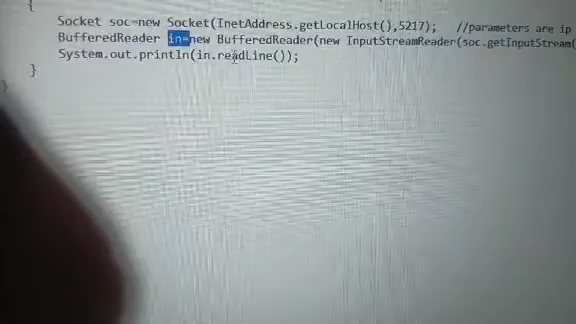 {
Socket soc=new Socket(InetAddress.getLocalHost(),5217); //parameters are ip
BufferedReader in=new BufferedReader(new InputStreamReader(soc.getInputStream(
System.out.println(in.readLine());
}
}